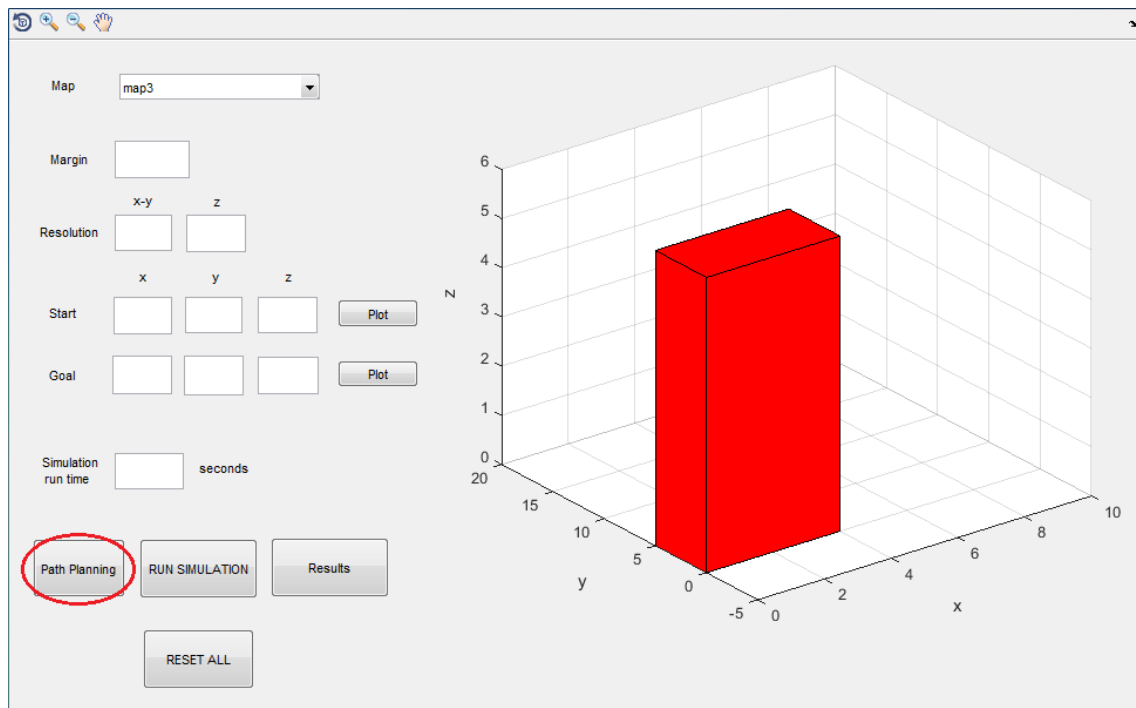 Map
map3
Margin
x-y z
Resolution
x y z
Start Plot
Goal Plot
Simulation
run time
seconds
Path Planning RUN SIMULATION Results
RESET ALL
6
5
4
3
2
1
0
z
20
15
10
5
0
-5
y
0
2
4
6
8
10
x